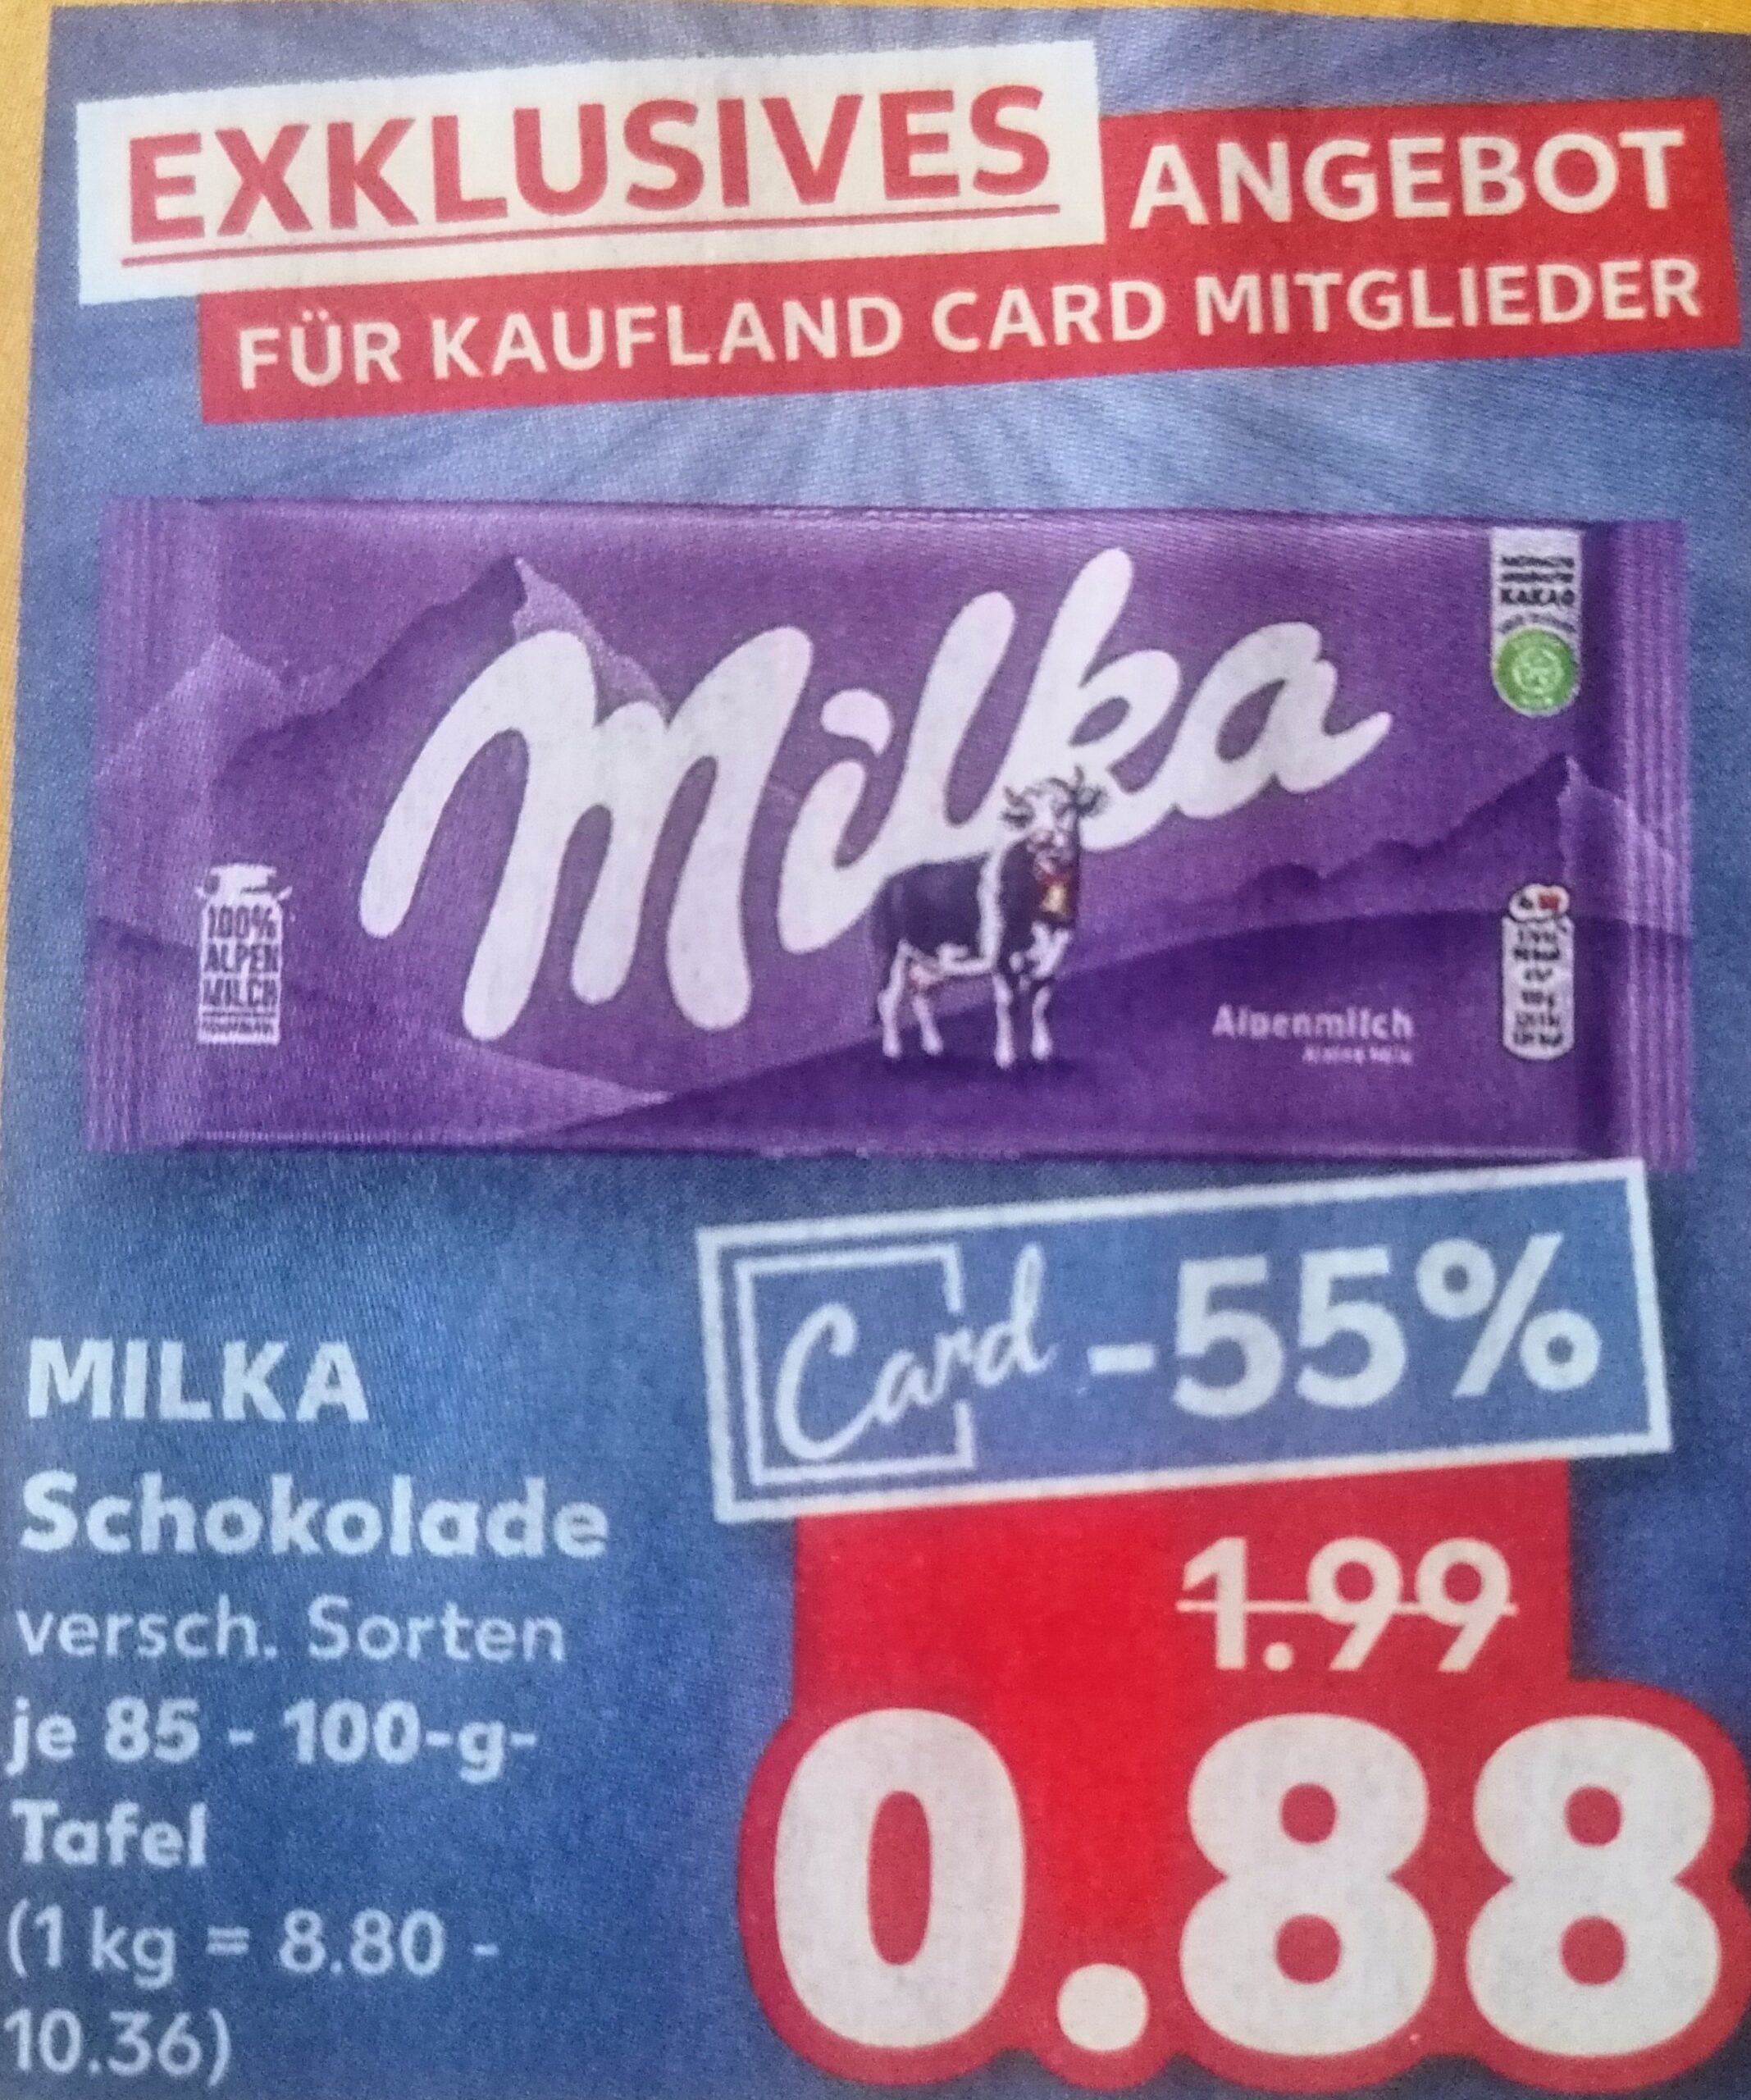 EXKLUSIVES ANGEBOT
FÜR KAUFLAND CARD MITGLIEDER
Milka
KAKAO
100%
ALPEN
MILCH
Alpenmilch
Card -55%
MILKA
Schokolade
versch. Sorten
je 85 - 100-g-
Tafel
(1 kg = 8.80 -
10.36)
1.99
0.88